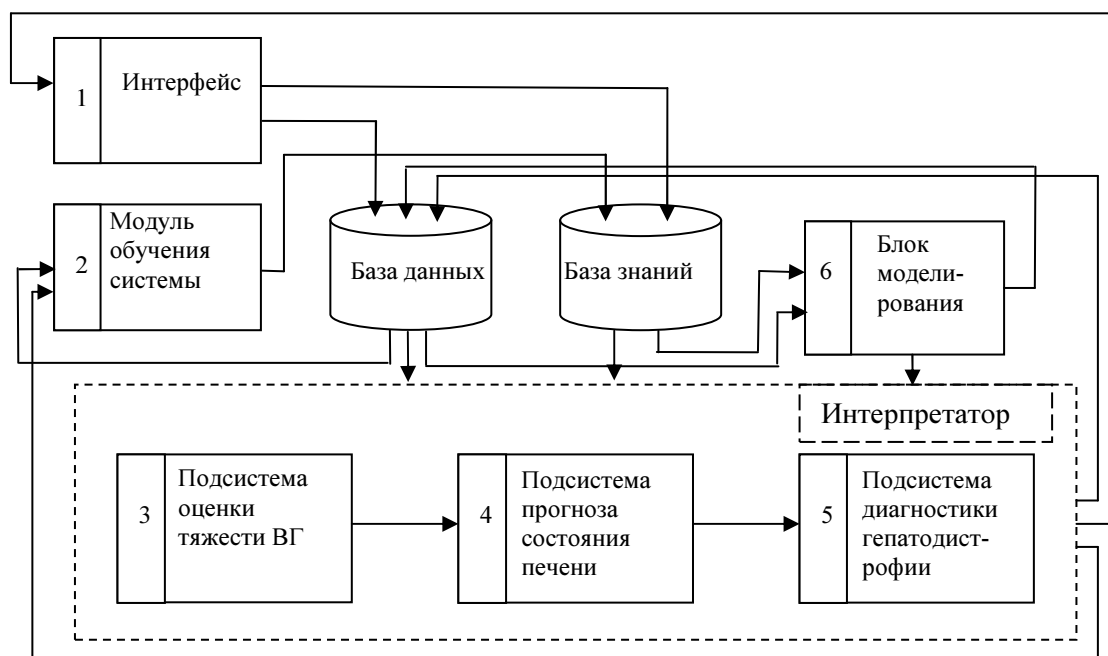 1
Интерфейс
2
Модуль
обучения
системы
База данных
База знаний
6
Блок
модели-
рования
Интерпретатор
3
Подсистема
оценки
тяжести ВГ
4
Подсистема
прогноза
состояния
печени
5
Подсистема
диагностики
гепатодист-
рофии